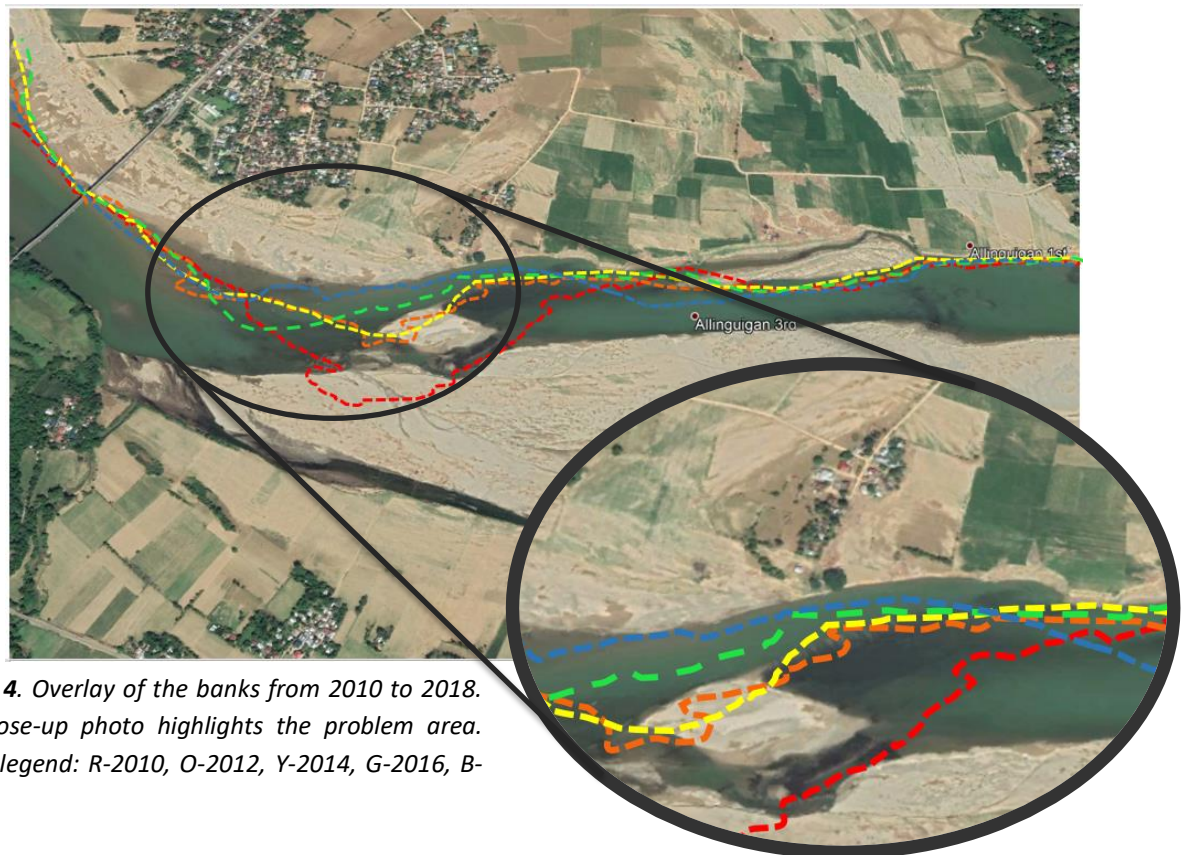 Allinguigan 1st
Allinguigan 3rd
4. Overlay of the banks from 2010 to 2018.
ose-up photo highlights the problem area.
legend: R-2010, O-2012, Y-2014, G-2016, B-